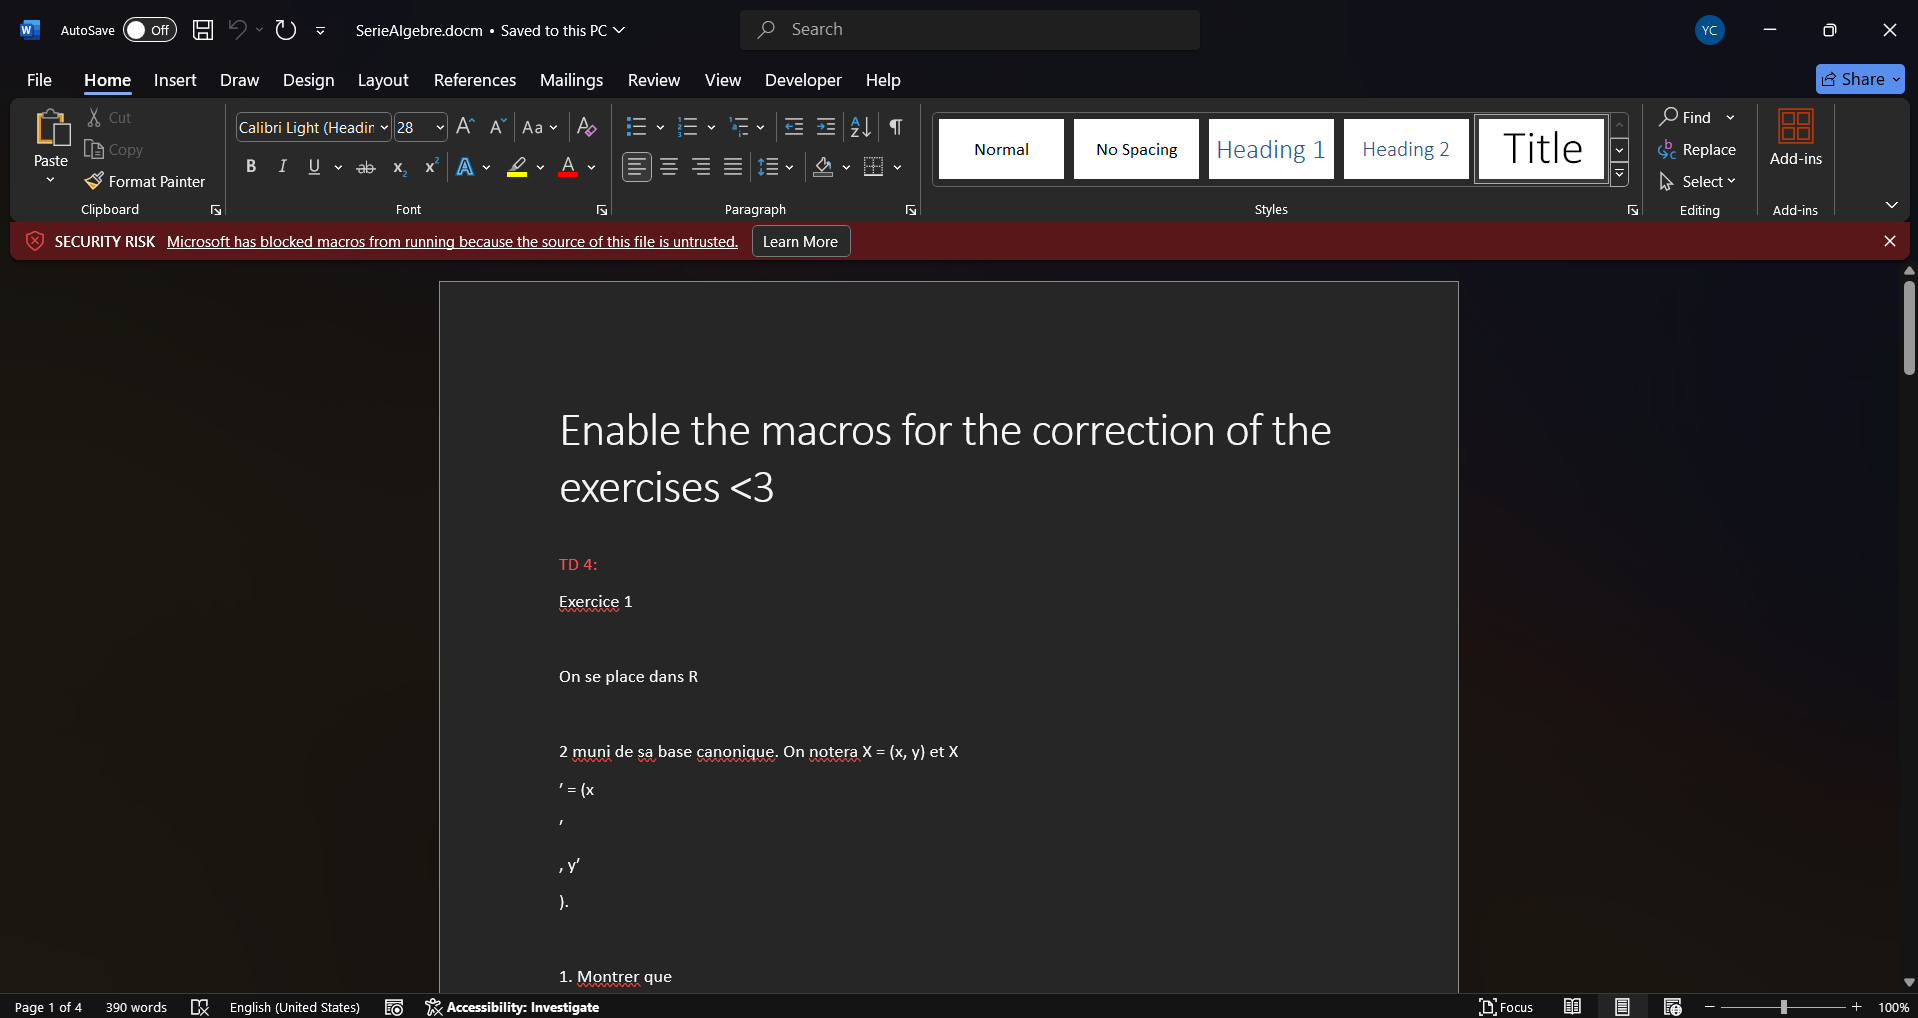 AutoSave Off SerieAlgebre.docm • Saved to this PC Search YC
File Home Insert Draw Design Layout References Mailings Review View Developer Help Share
Paste
Cut
Copy
Format Painter
Clipboard
Calibri Light (Headin 28
Font
Paragraph
Normal No Spacing Heading 1 Heading 2 Title
Styles
Find
Replace
Select
Editing
Add-ins
Add-ins
SECURITY RISK Microsoft has blocked macros from running because the source of this file is untrusted. Learn More
Enable the macros for the correction of the
exercises <3
TD 4:
Exercice 1
On se place dans R
2 muni de sa base canonique. On notera X = (x, y) et X
′ = (x
′
, y′
).
1. Montrer que
Page 1 of 4 390 words English (United States) Accessibility: Investigate Focus 100%